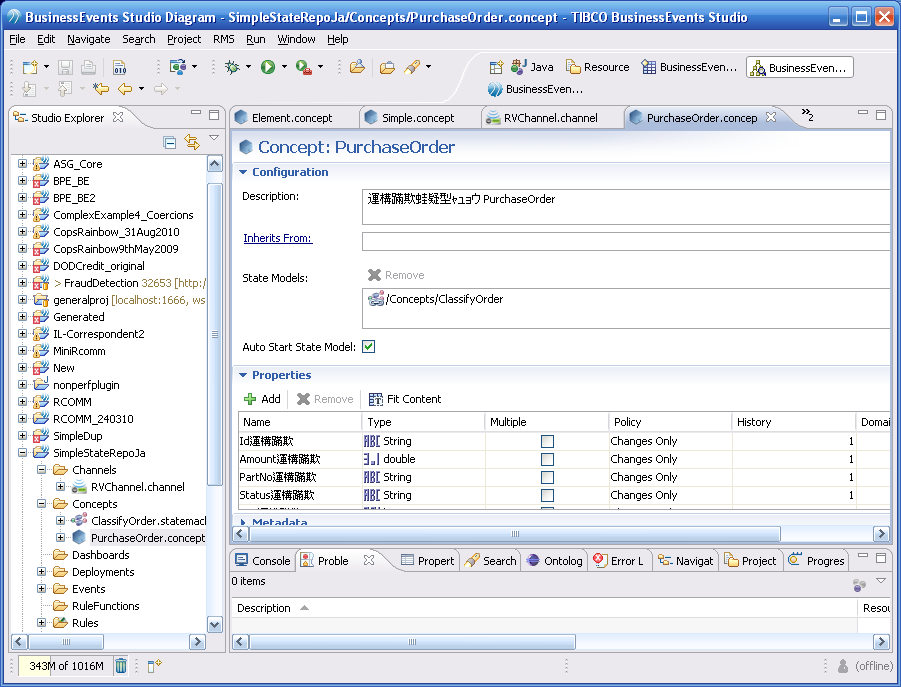 BusinessEvents Studio Diagram - SimpleStateRepoJa/Concepts/PurchaseOrder.concept - TIBCO BusinessEvents Studio
File Edit Navigate Search Project RMS Run Window Help
Java Resource BusinessEven... BusinessEven...
BusinessEven...
Studio Explorer
ASG_Core
BPE_BE
BPE_BE2
ComplexExample4_Coercions
CopsRainbow_31Aug2010
CopsRainbow9thMay2009
DODCredit_original
> FraudDetection 32653 [http:/
generalproj [localhost:1666, ws
Generated
IL-Correspondent2
MiniRcomm
New
nonperfplugin
RCOMM
RCOMM_240310
SimpleDup
SimpleStateRepoJa
Channels
RVChannel.channel
Concepts
ClassifyOrder.statemacl
PurchaseOrder.concept
Dashboards
Deployments
Events
RuleFunctions
Rules
Element.concept Simple.concept RVChannel.channel PurchaseOrder.concep »2
Concept: PurchaseOrder
Configuration
Description: 運構蹣欺蛙疑型ャュョウ PurchaseOrder
Inherits From:
State Models: Remove
/Concepts/ClassifyOrder
Auto Start State Model:
Properties
Add Remove Fit Content
Name Type Multiple Policy History Domai
Id運構蹣欺 String Changes Only 1
Amount運構蹣欺 double Changes Only 1
PartNo運構蹣欺 String Changes Only 1
Status運構蹣欺 String Changes Only 1
Metadata
Console Proble Propert Search Ontolog Error L Navigat Project Progres
0 items
Description Resou
343M of 1016M (offline)